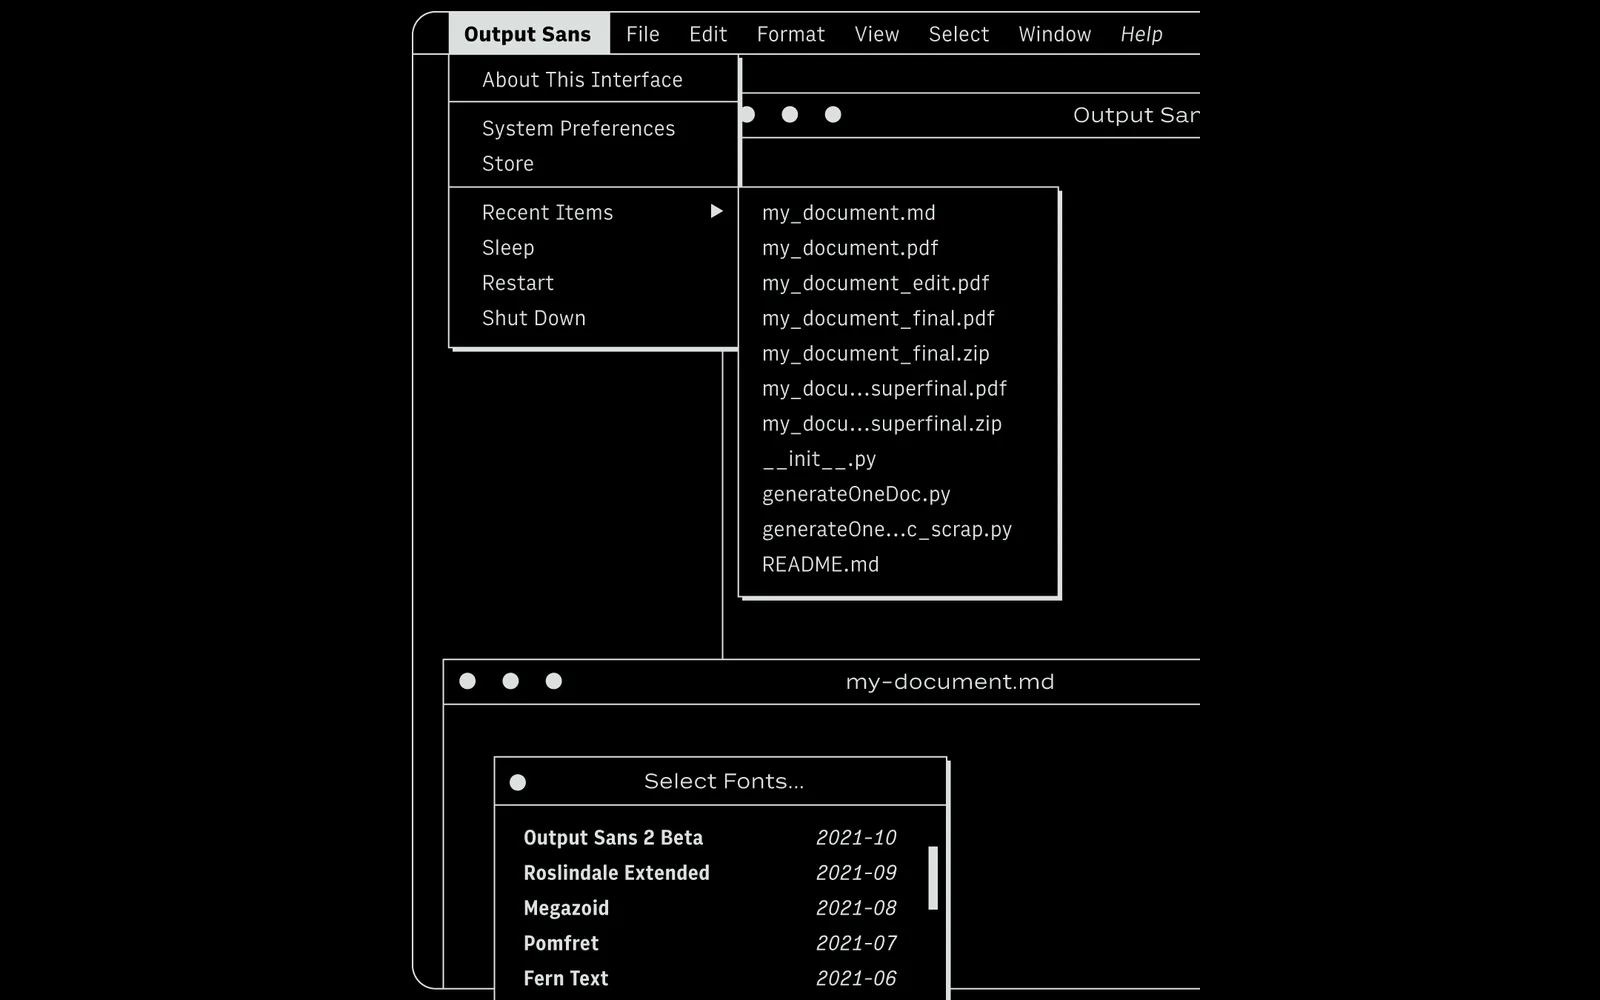 Output Sans File Edit Format View Select Window Help
About This Interface
System Preferences
Store
Recent Items
Sleep
Restart
Shut Down
Output San
my_document.md
my_document.pdf
my_document_edit.pdf
my_document_final.pdf
my_document_final.zip
my_docu...superfinal.pdf
my_docu...superfinal.zip
__init__.py
generateOneDoc.py
generateOne...c_scrap.py
README.md
my-document.md
Select Fonts...
Output Sans 2 Beta 2021-10
Roslindale Extended 2021-09
Megazoid 2021-08
Pomfret 2021-07
Fern Text 2021-06